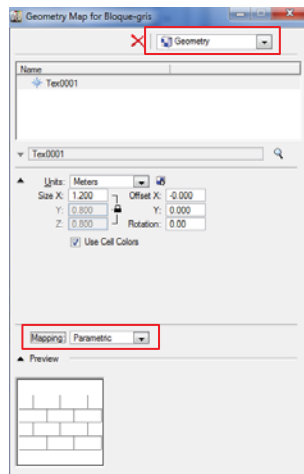 Geometry Map for Bloque-gris
Geometry
Name
Tex0001
Tex0001
Units: Meters
Size X: 1.200 Offset X: -0.000
Y: 0.800 Y: 0.000
Z: 0.800 Rotation: 0.00
Use Cell Colors
Mapping: Parametric
Preview